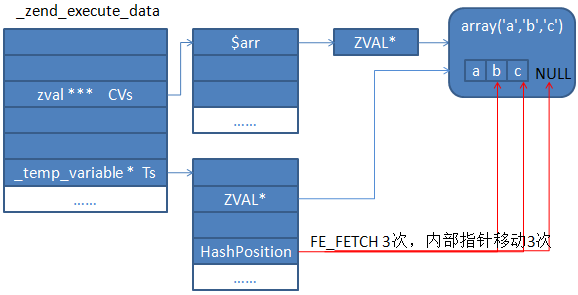 _zend_execute_data
$arr
ZVAL*
array('a','b','c')
a b c NULL
zval *** CVs
……
_temp_variable * Ts
……
ZVAL*
HashPosition
FE_FETCH 3次，内部指针移动3次
……